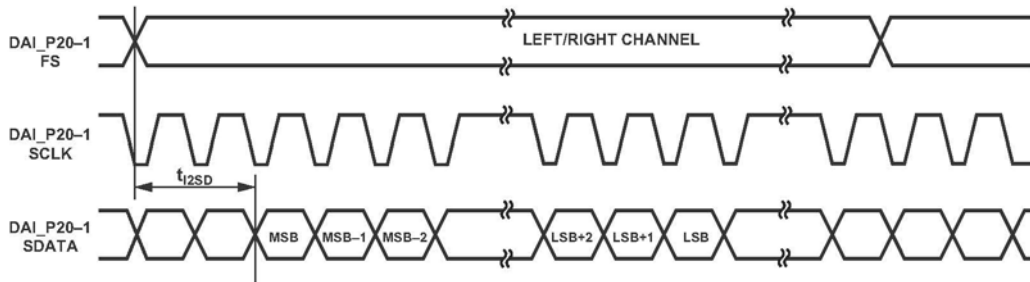 DAI_P20–1
FS
LEFT/RIGHT CHANNEL
DAI_P20–1
SCLK
tI2SD
DAI_P20–1
SDATA
MSB
MSB–1
MSB–2
LSB+2
LSB+1
LSB